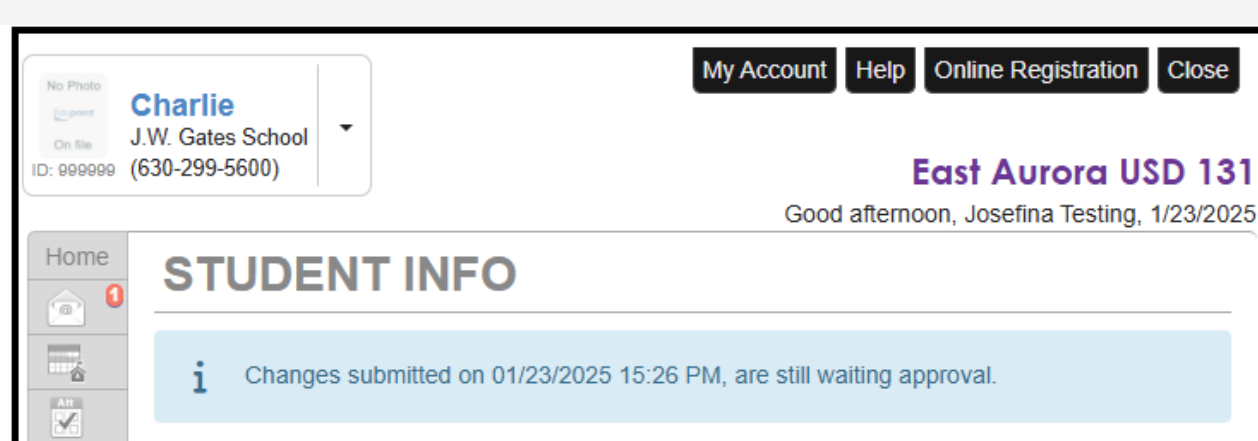 My Account Help Online Registration Close
No Photo
On file
ID: 999999
Charlie
J.W. Gates School
(630-299-5600)
East Aurora USD 131
Good afternoon, Josefina Testing, 1/23/2025
Home
1
Att
STUDENT INFO
i Changes submitted on 01/23/2025 15:26 PM, are still waiting approval.